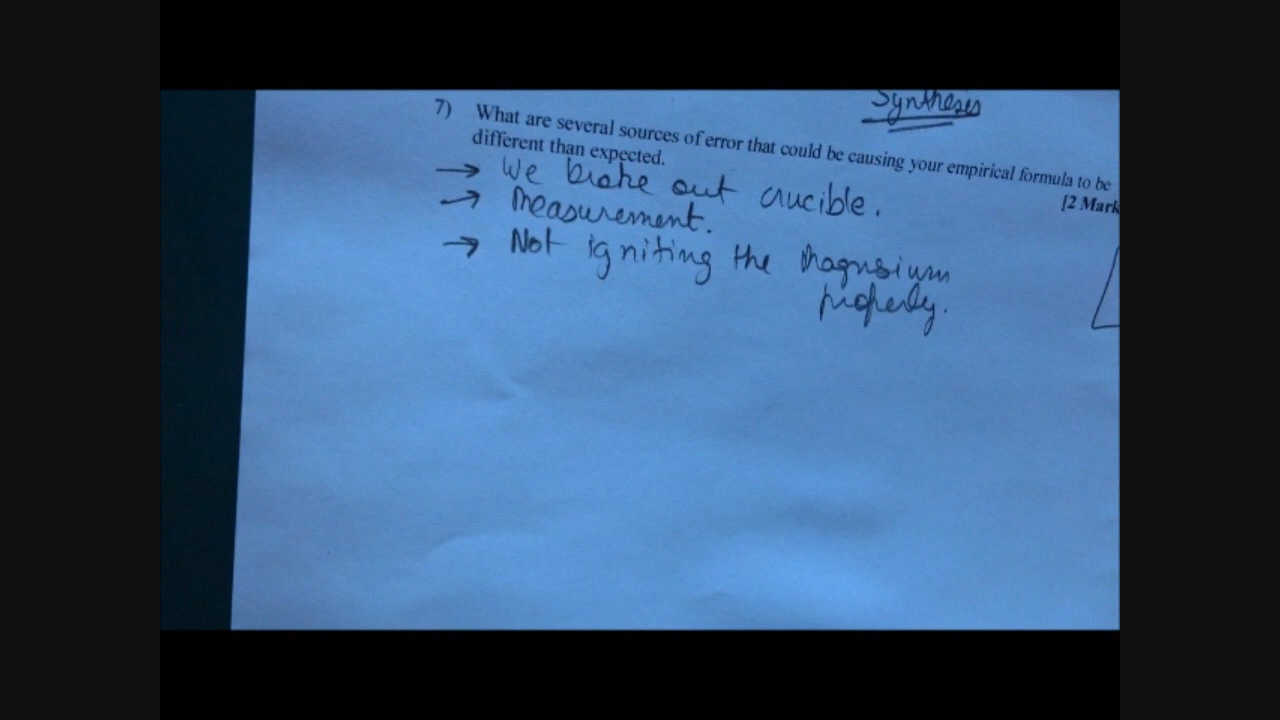 Synthesis
7) What are several sources of error that could be causing your empirical formula to be
different than expected.
[2 Mark
→ We broke out crucible.
→ Measurement.
→ Not igniting the Magnsium
properly.